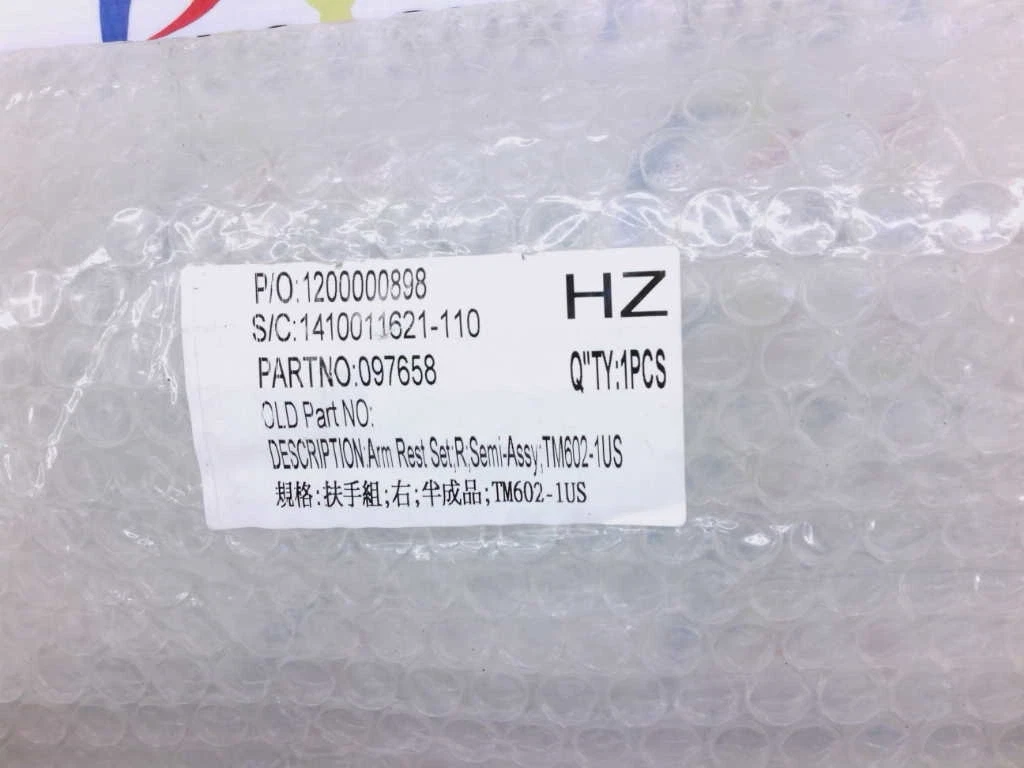 P/O:1200000898
HZ
S/C:1410011621-110
PARTNO:097658
Q"TY:1PCS
OLD Part NO:
DESCRIPTION:Arm Rest Set;R;Semi-Assy;TM602-1US
規格:扶手組;右;半成品;TM602-1US